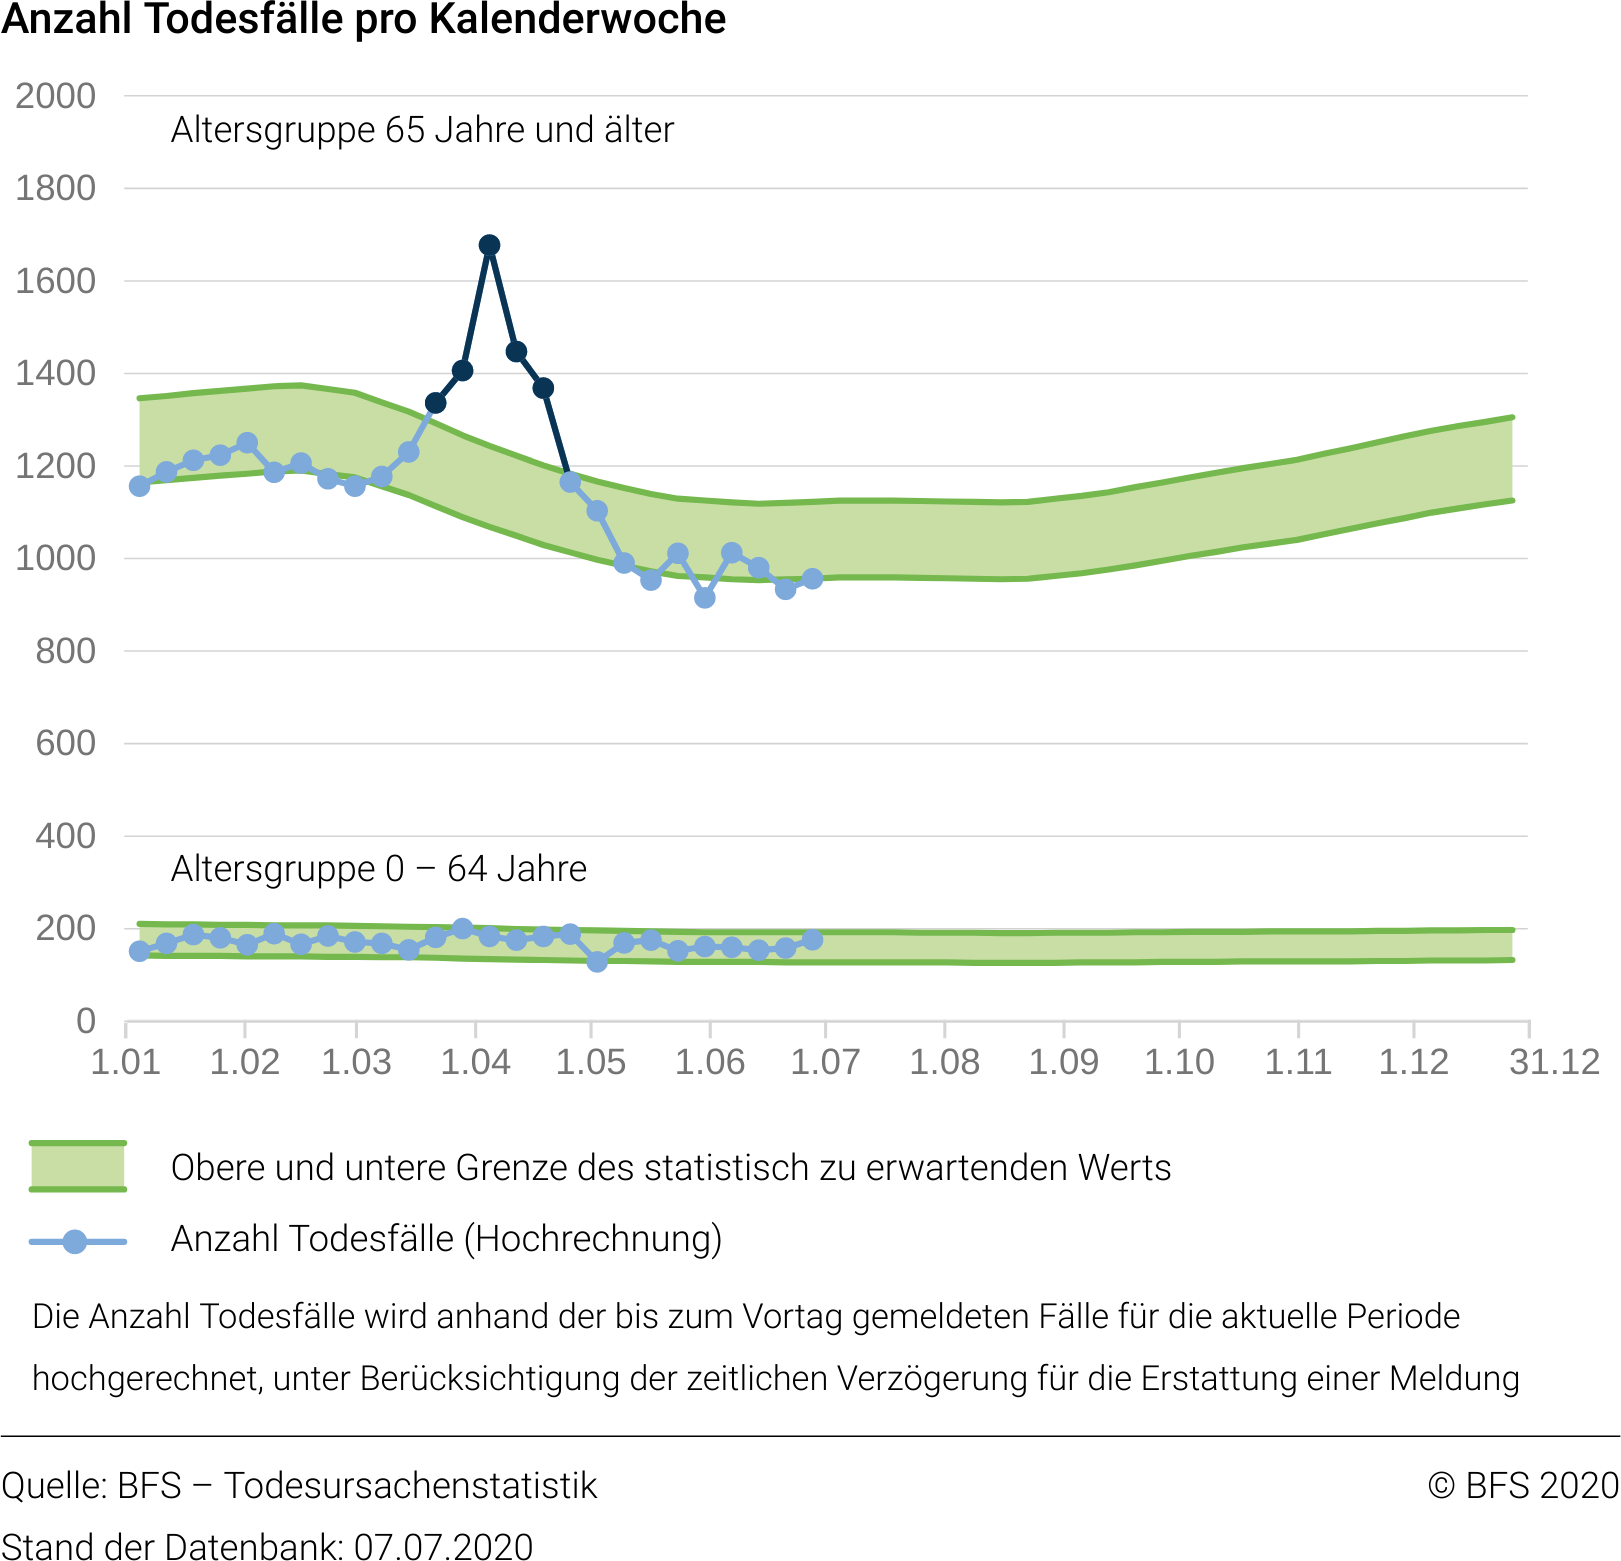 Anzahl Todesfälle pro Kalenderwoche
2000
Altersgruppe 65 Jahre und älter
1800
1600
1400
1200
1000
800
600
400
Altersgruppe 0 – 64 Jahre
200
0
1.01 1.02 1.03 1.04 1.05 1.06 1.07 1.08 1.09 1.10 1.11 1.12 31.12
Obere und untere Grenze des statistisch zu erwartenden Werts
Anzahl Todesfälle (Hochrechnung)
Die Anzahl Todesfälle wird anhand der bis zum Vortag gemeldeten Fälle für die aktuelle Periode
hochgerechnet, unter Berücksichtigung der zeitlichen Verzögerung für die Erstattung einer Meldung
Quelle: BFS – Todesursachenstatistik © BFS 2020
Stand der Datenbank: 07.07.2020